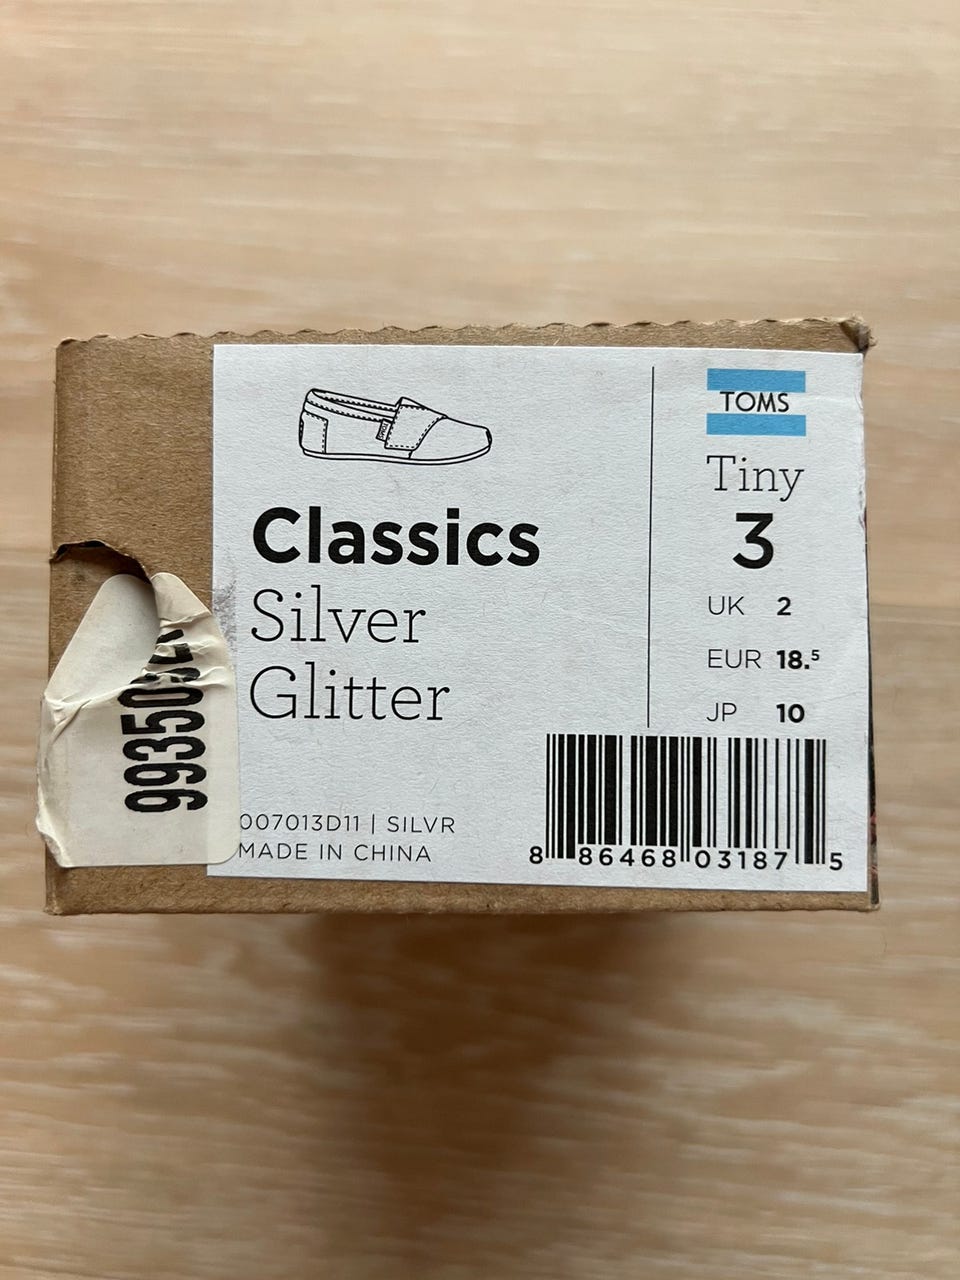 TOMS
Tiny
3
UK 2
EUR 18.5
JP 10
Classics
Silver
Glitter
007013D11 | SILVR
MADE IN CHINA
8 86468 03187 5